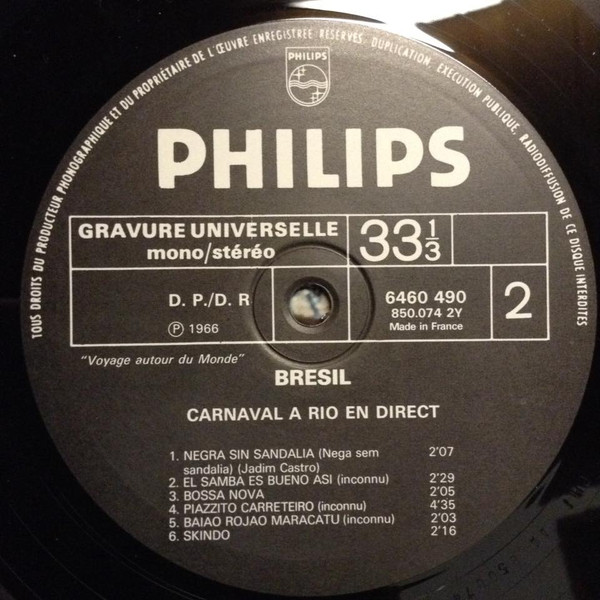 TOUS DROITS DU PRODUCTEUR PHONOGRAPHIQUE ET DU PROPRIÉTAIRE DE L'ŒUVRE ENREGISTRÉE RÉSERVÉS. DUPLICATION, EXÉCUTION PUBLIQUE, RADIODIFFUSION DE CE DISQUE INTERDITES
PHILIPS
PHILIPS
GRAVURE UNIVERSELLE
mono/stéréo
33 1/3
D. P./D. R
Ⓟ 1966
6460 490
850.074 2Y
Made in France
2
"Voyage autour du Monde"
BRESIL
CARNAVAL A RIO EN DIRECT
1. NEGRA SIN SANDALIA (Nega sem 2'07
sandalia) (Jadim Castro)
2. EL SAMBA ES BUENO ASI (inconnu) 2'29
3. BOSSA NOVA 2'05
4. PIAZZITO CARRETEIRO (inconnu) 4'35
5. BAIAO ROJAO MARACATU (inconnu) 2'03
6. SKINDO 2'16